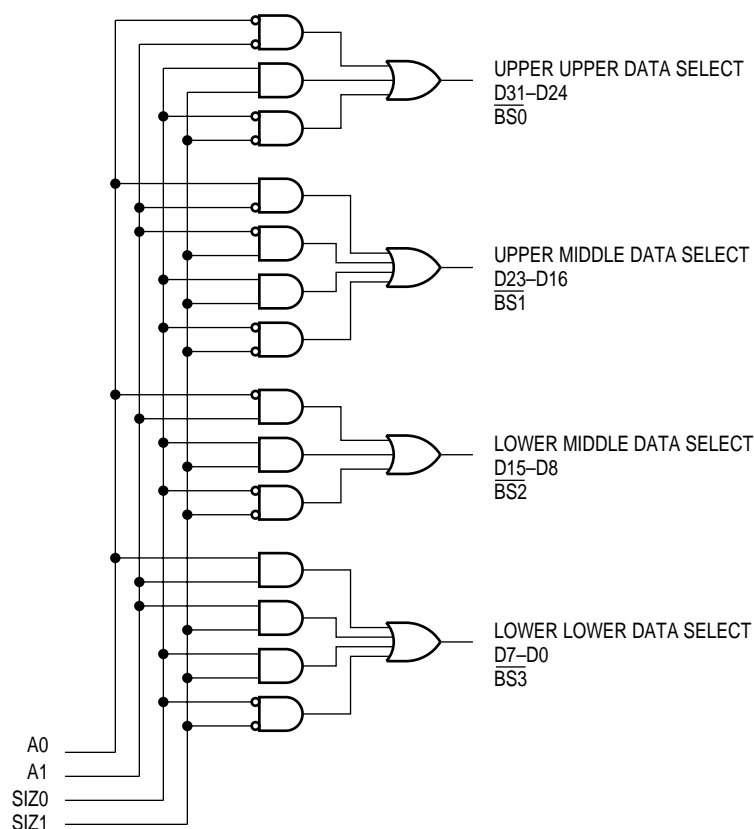 UPPER UPPER DATA SELECT
D31–D24
BS0
UPPER MIDDLE DATA SELECT
D23–D16
BS1
LOWER MIDDLE DATA SELECT
D15–D8
BS2
LOWER LOWER DATA SELECT
D7–D0
BS3
A0
A1
SIZ0
SIZ1